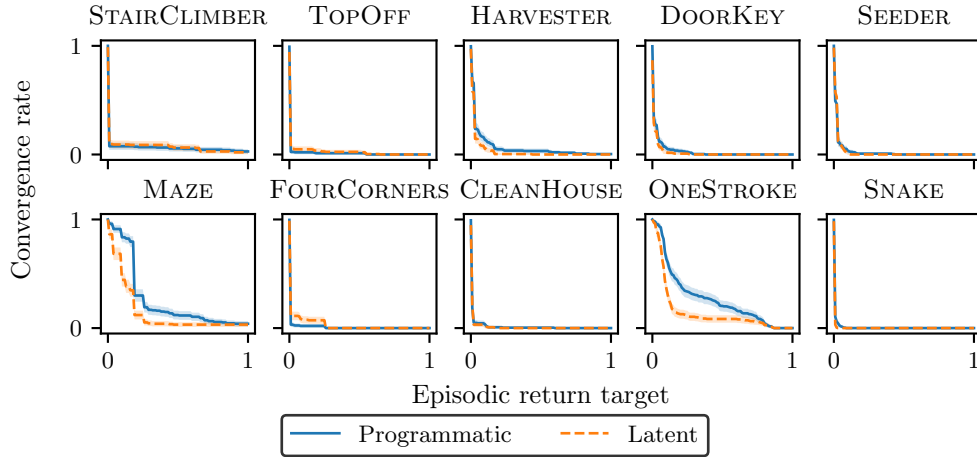 STAIRCLIMBER TOPOFF HARVESTER DOORKEY SEEDER
1
0
MAZE FOURCORNERS CLEANHOUSE ONESTROKE SNAKE
1
0
0 1 0 1 0 1 0 1 0 1
Convergence rate
Episodic return target
Programmatic Latent